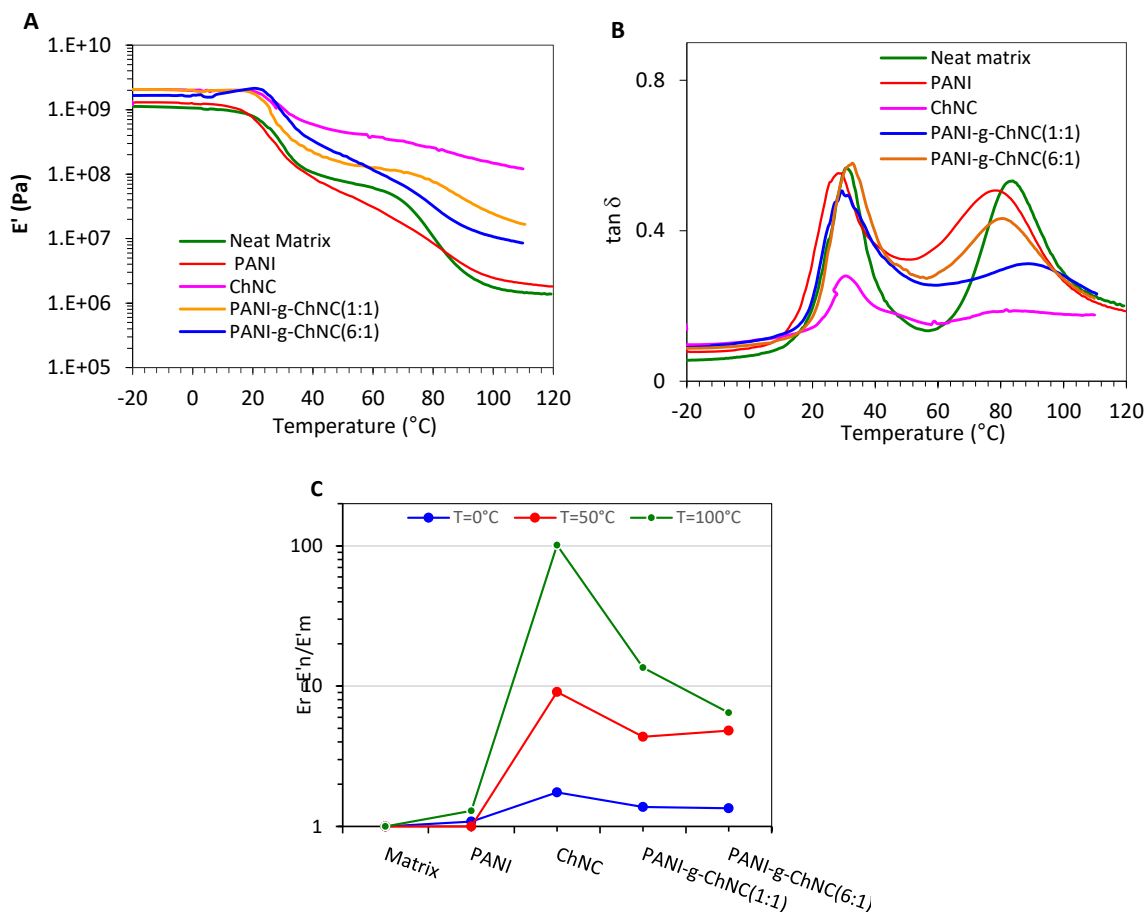 A
1.E+10
1.E+09
1.E+08
1.E+07
1.E+06
1.E+05
E' (Pa)
Neat Matrix
PANI
ChNC
PANI-g-ChNC(1:1)
PANI-g-ChNC(6:1)
-20 0 20 40 60 80 100 120
Temperature (°C)
B
0.8
0.4
0
tan δ
Neat matrix
PANI
ChNC
PANI-g-ChNC(1:1)
PANI-g-ChNC(6:1)
-20 0 20 40 60 80 100 120
Temperature (°C)
C
T=0°C T=50°C T=100°C
100
10
1
Er =E'n/E'm
Matrix
PANI
ChNC
PANI-g-ChNC(1:1)
PANI-g-ChNC(6:1)